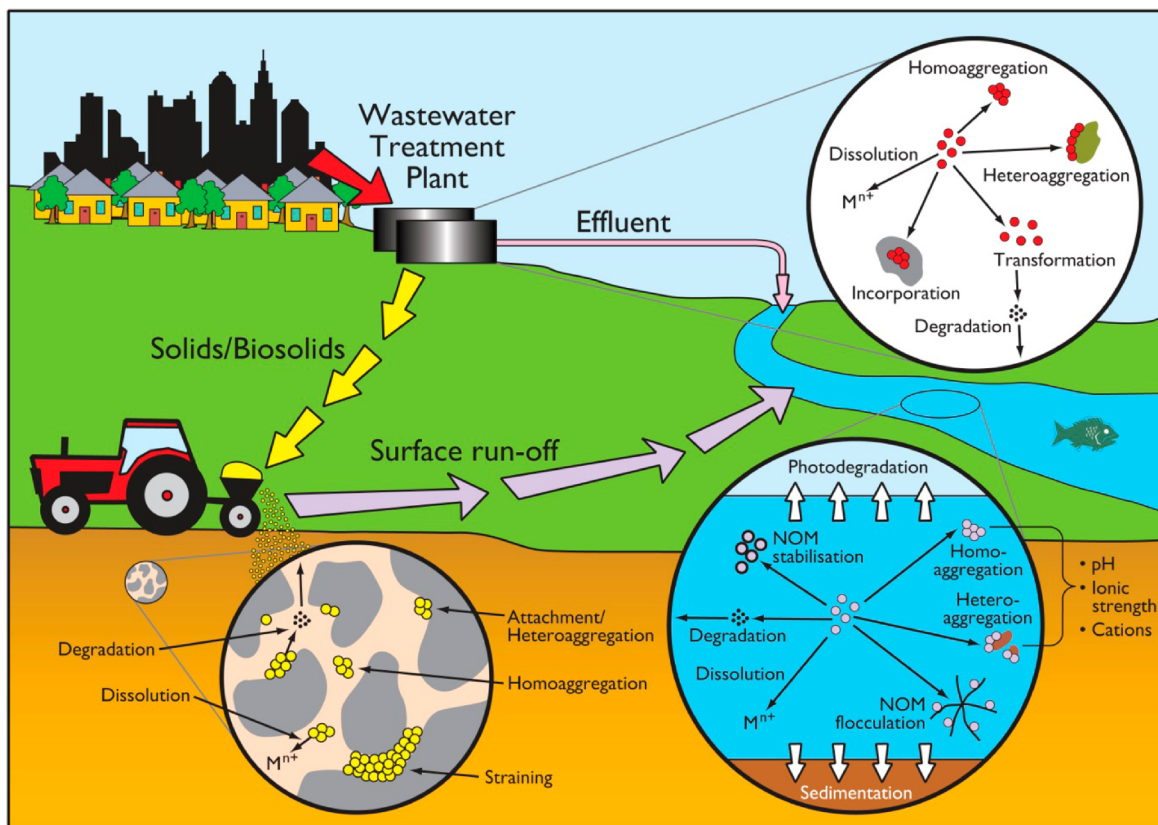 Wastewater
Treatment
Plant
Effluent
Solids/Biosolids
Surface run-off
Homoaggregation
Dissolution
Heteroaggregation
Mⁿ⁺
Transformation
Incorporation
Degradation
Photodegradation
NOM
stabilisation
Homo-
aggregation
Hetero-
aggregation
Degradation
Dissolution
Mⁿ⁺
NOM
flocculation
Sedimentation
• pH
• Ionic
strength
• Cations
Attachment/
Heteroaggregation
Degradation
Homoaggregation
Dissolution
Mⁿ⁺
Straining